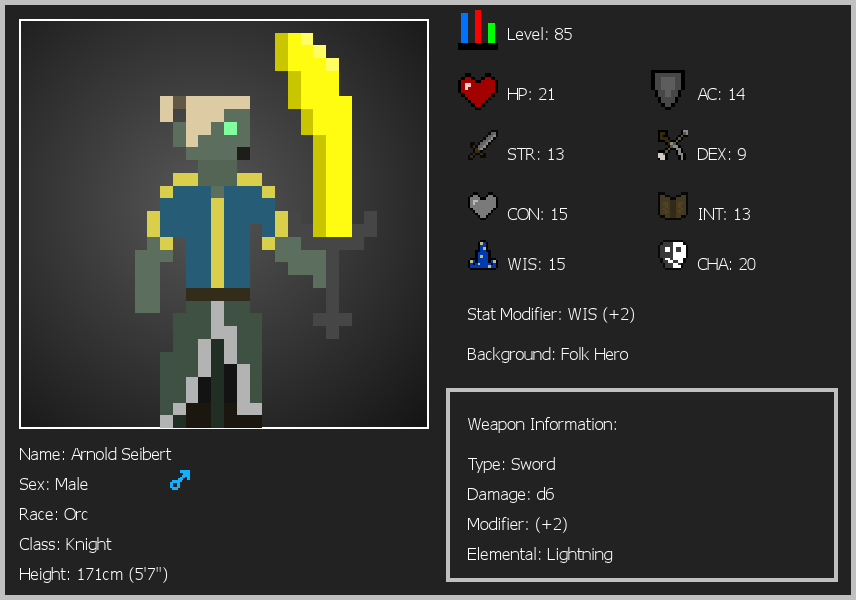 Level: 85
HP: 21
AC: 14
STR: 13
DEX: 9
CON: 15
INT: 13
WIS: 15
CHA: 20
Stat Modifier: WIS (+2)
Background: Folk Hero
Weapon Information:
Type: Sword
Damage: d6
Modifier: (+2)
Elemental: Lightning
Name: Arnold Seibert
Sex: Male
Race: Orc
Class: Knight
Height: 171cm (5'7")